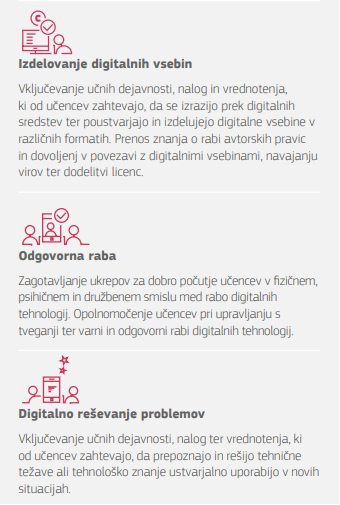 Izdelovanje digitalnih vsebin
Vključevanje učnih dejavnosti, nalog in vrednotenja,
ki od učencev zahtevajo, da se izrazijo prek digitalnih
sredstev ter poustvarjajo in izdelujejo digitalne vsebine v
različnih formatih. Prenos znanja o rabi avtorskih pravic
in dovoljenj v povezavi z digitalnimi vsebinami, navajanju
virov ter dodelitvi licenc.
Odgovorna raba
Zagotavljanje ukrepov za dobro počutje učencev v fizičnem,
psihičnem in družbenem smislu med rabo digitalnih
tehnologij. Opolnomočenje učencev pri upravljanju s
tveganji ter varni in odgovorni rabi digitalnih tehnologij.
Digitalno reševanje problemov
Vključevanje učnih dejavnosti, nalog ter vrednotenja, ki
od učencev zahtevajo, da prepoznajo in rešijo tehnične
težave ali tehnološko znanje ustvarjalno uporabijo v novih
situacijah.